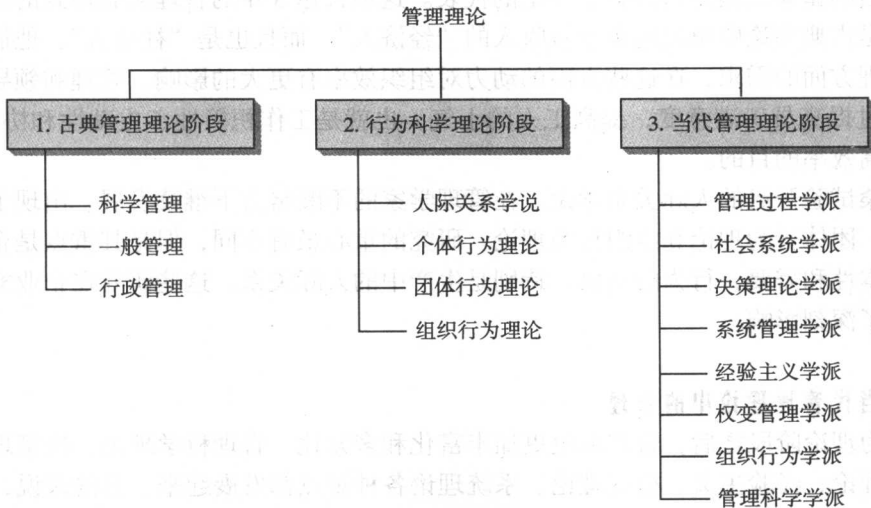 管理理论
1. 古典管理理论阶段
科学管理
一般管理
行政管理
2. 行为科学理论阶段
人际关系学说
个体行为理论
团体行为理论
组织行为理论
3. 当代管理理论阶段
管理过程学派
社会系统学派
决策理论学派
系统管理学派
经验主义学派
权变管理学派
组织行为学派
管理科学学派